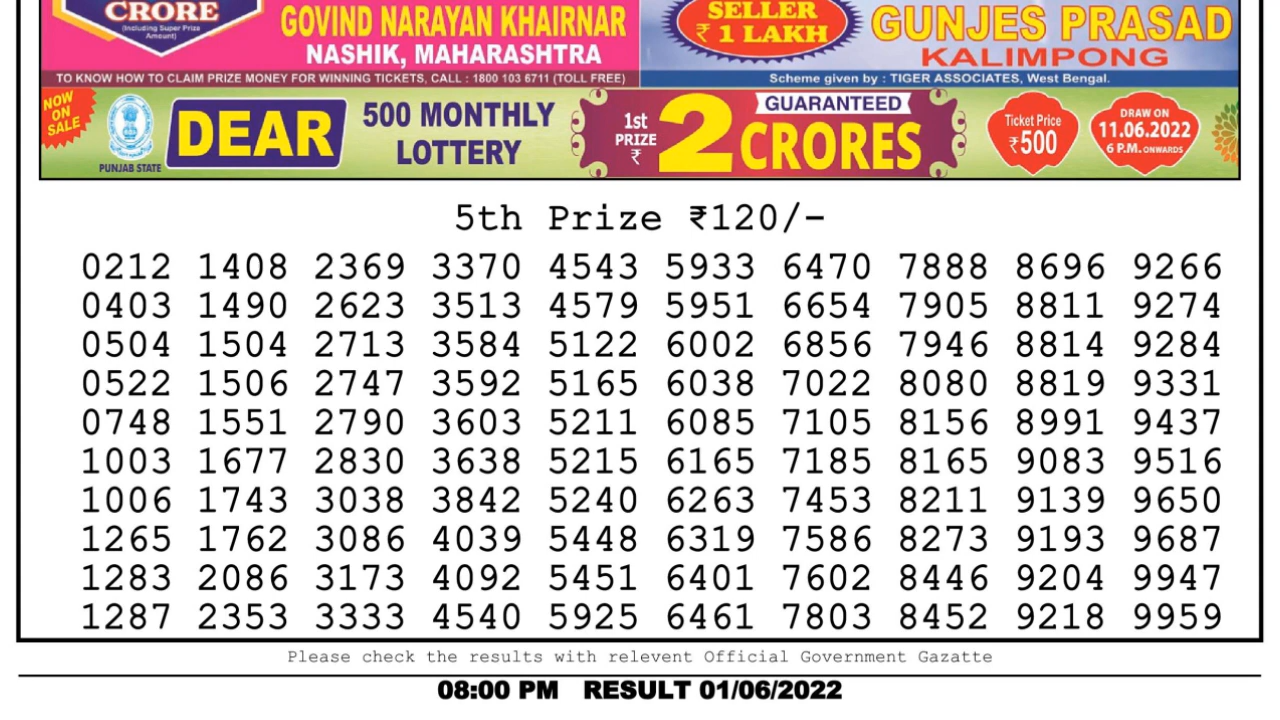 CRORE
(Including Super Prize Amount)
GOVIND NARAYAN KHAIRNAR
NASHIK, MAHARASHTRA
TO KNOW HOW TO CLAIM PRIZE MONEY FOR WINNING TICKETS, CALL : 1800 103 6711 (TOLL FREE)
SELLER
₹ 1 LAKH
GUNJES PRASAD
KALIMPONG
Scheme given by : TIGER ASSOCIATES, West Bengal.
NOW
ON
SALE
PUNJAB STATE
DEAR
500 MONTHLY
LOTTERY
1st
PRIZE
₹
2
GUARANTEED
CRORES
Ticket Price
₹500
DRAW ON
11.06.2022
6 P.M. ONWARDS
5th Prize ₹120/-
0212 1408 2369 3370 4543 5933 6470 7888 8696 9266
0403 1490 2623 3513 4579 5951 6654 7905 8811 9274
0504 1504 2713 3584 5122 6002 6856 7946 8814 9284
0522 1506 2747 3592 5165 6038 7022 8080 8819 9331
0748 1551 2790 3603 5211 6085 7105 8156 8991 9437
1003 1677 2830 3638 5215 6165 7185 8165 9083 9516
1006 1743 3038 3842 5240 6263 7453 8211 9139 9650
1265 1762 3086 4039 5448 6319 7586 8273 9193 9687
1283 2086 3173 4092 5451 6401 7602 8446 9204 9947
1287 2353 3333 4540 5925 6461 7803 8452 9218 9959
Please check the results with relevent Official Government Gazatte
08:00 PM RESULT 01/06/2022